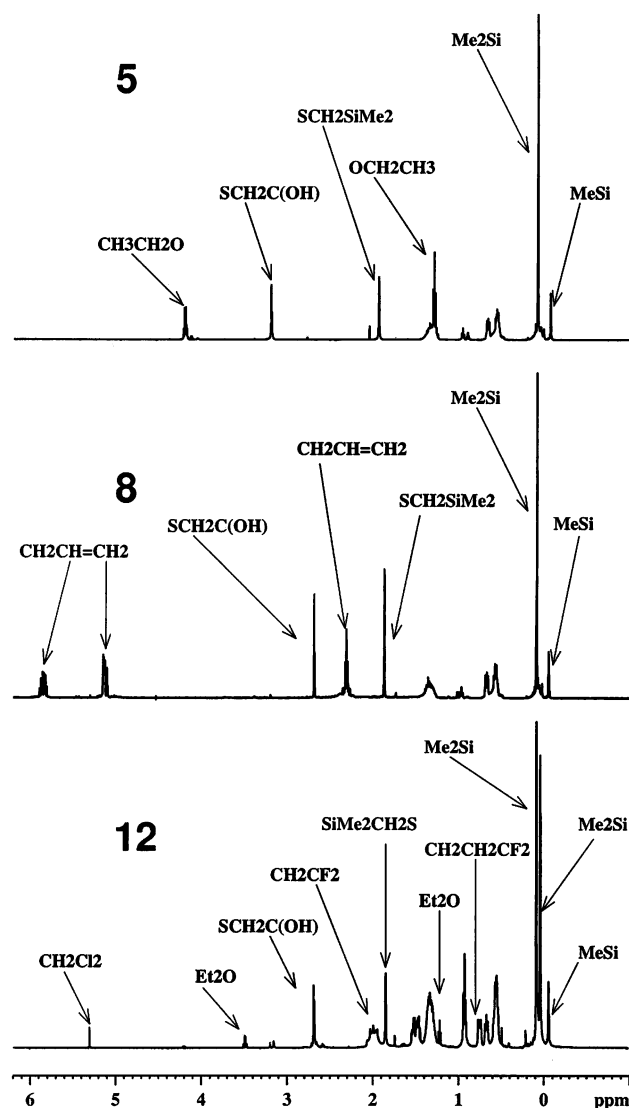 Me2Si
5
SCH2SiMe2
OCH2CH3
SCH2C(OH)
MeSi
CH3CH2O
Me2Si
CH2CH=CH2
8
SCH2SiMe2
SCH2C(OH)
MeSi
CH2CH=CH2
Me2Si
12
SiMe2CH2S
Me2Si
CH2CH2CF2
CH2CF2
Et2O
SCH2C(OH)
MeSi
CH2Cl2
Et2O
6 5 4 3 2 1 0 ppm